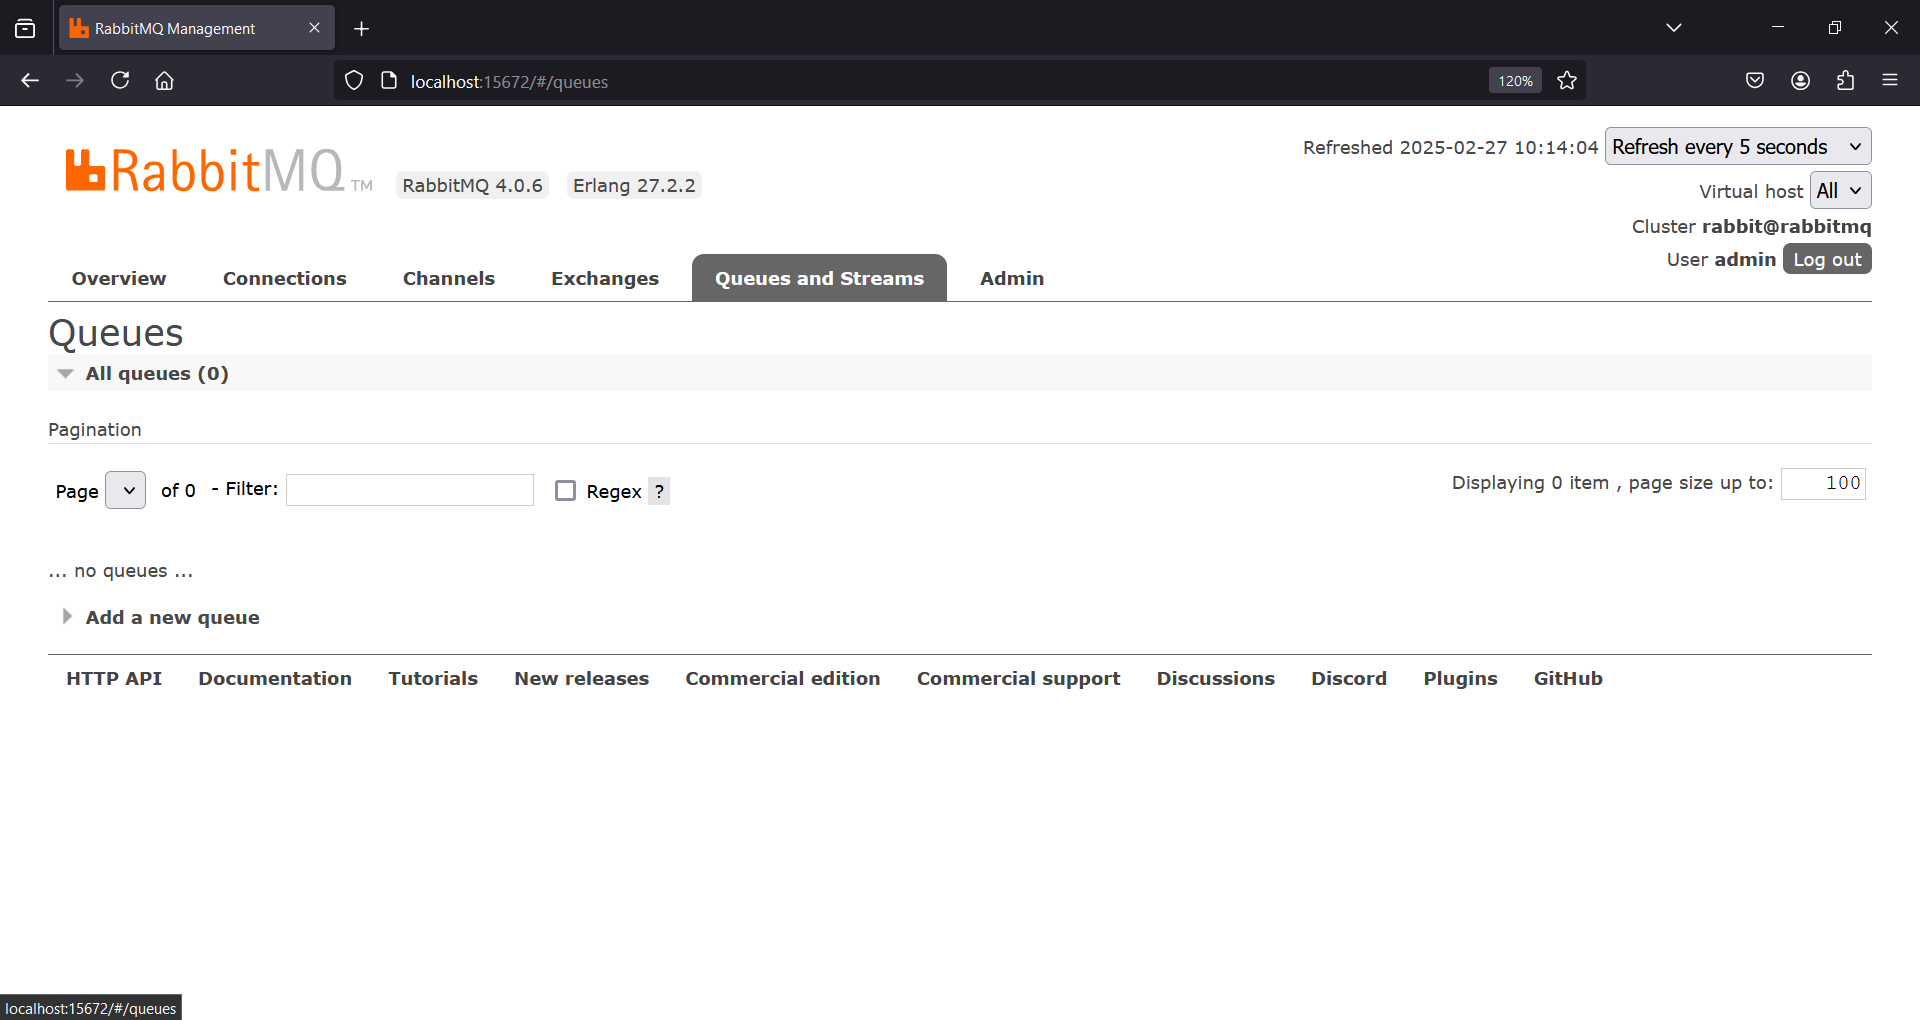 RabbitMQ Management
localhost:15672/#/queues
120%
RabbitMQ TM
RabbitMQ 4.0.6
Erlang 27.2.2
Refreshed 2025-02-27 10:14:04 Refresh every 5 seconds
Virtual host All
Cluster rabbit@rabbitmq
User admin Log out
Overview Connections Channels Exchanges Queues and Streams Admin
Queues
All queues (0)
Pagination
Page of 0 - Filter: Regex ? Displaying 0 item , page size up to: 100
... no queues ...
Add a new queue
HTTP API Documentation Tutorials New releases Commercial edition Commercial support Discussions Discord Plugins GitHub
localhost:15672/#/queues